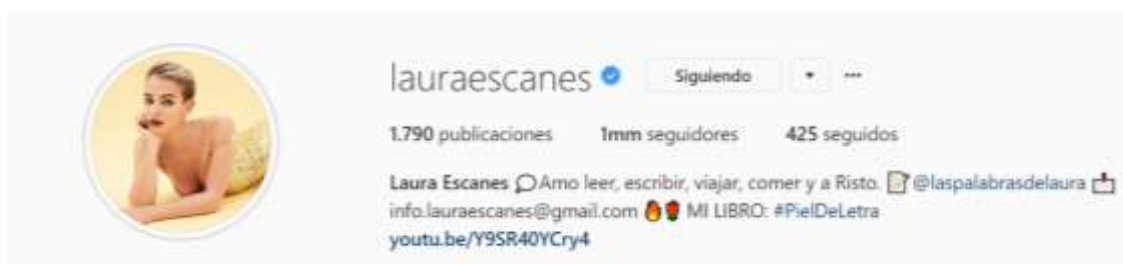 lauraescanes Siguiendo
1.790 publicaciones 1mm seguidores 425 seguidos
Laura Escanes 💭Amo leer, escribir, viajar, comer y a Risto. 📝@laspalabrasdelaura 📩
info.lauraescanes@gmail.com 🔥🌹 MI LIBRO: #PielDeLetra
youtu.be/Y9SR40YCry4